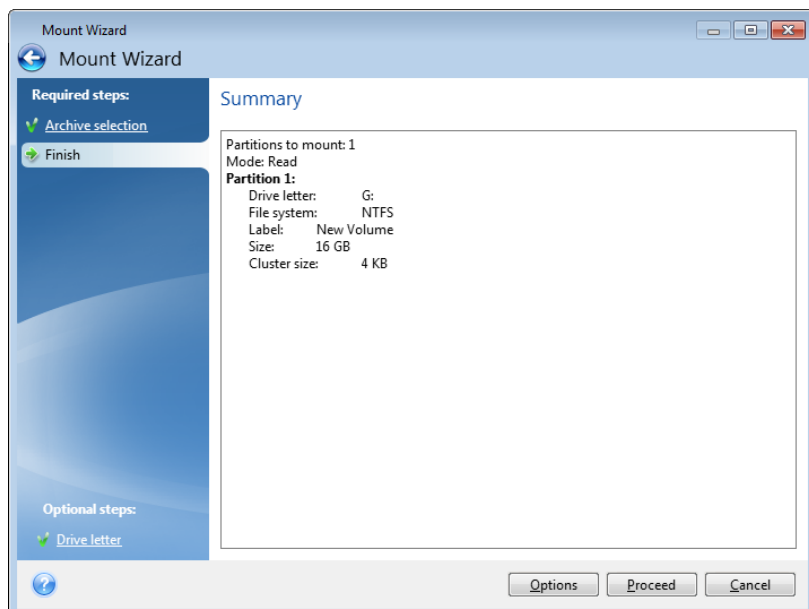 Mount Wizard
Mount Wizard
Required steps:
Archive selection
Finish
Optional steps:
Drive letter
Summary
Partitions to mount: 1
Mode: Read
Partition 1:
Drive letter: G:
File system: NTFS
Label: New Volume
Size: 16 GB
Cluster size: 4 KB
?
Options Proceed Cancel